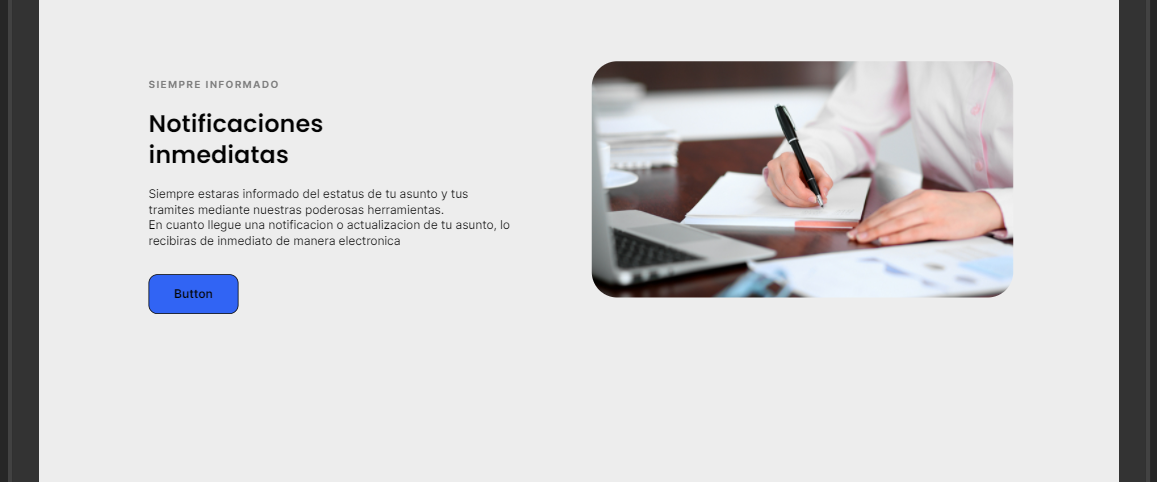 SIEMPRE INFORMADO
Notificaciones
inmediatas
Siempre estaras informado del estatus de tu asunto y tus
tramites mediante nuestras poderosas herramientas.
En cuanto llegue una notificacion o actualizacion de tu asunto, lo
recibiras de inmediato de manera electronica
Button